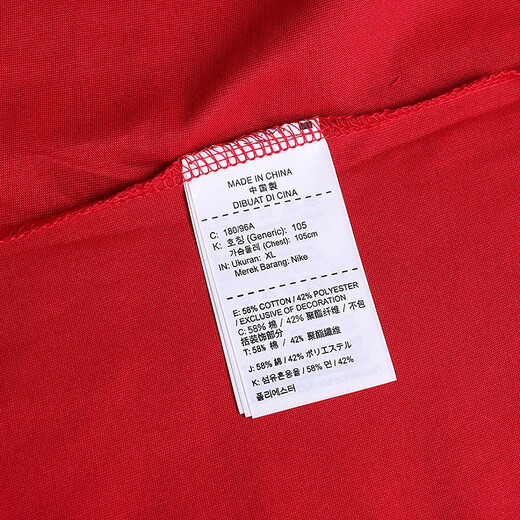 MADE IN CHINA
中国製
DIBUAT DI CINA
C: 180/96A
K: 호칭 (Generic): 105
가슴둘레 (Chest): 105cm
IN: Ukuran: XL
Merek Barang: Nike
E: 58% COTTON / 42% POLYESTER
/ EXCLUSIVE OF DECORATION
C: 58% 棉 / 42% 聚酯纤维 / 不包
括装饰部分
T: 58% 棉 / 42% 聚酯纖維
J: 58% 綿 / 42% ポリエステル
K: 섬유혼용율 / 58% 면 / 42%
폴리에스터